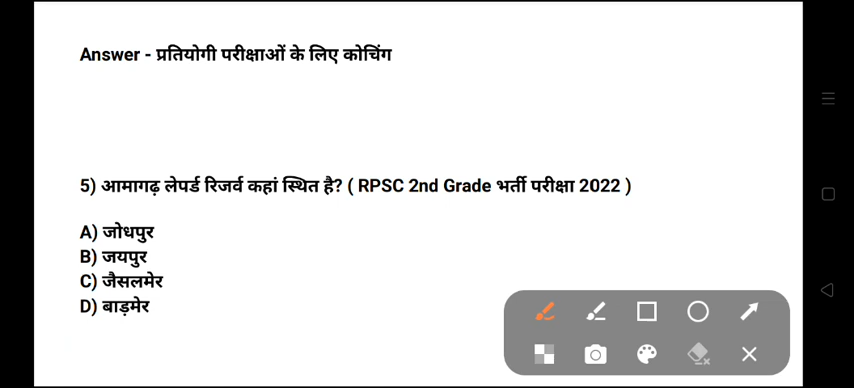 Answer - प्रतियोगी परीक्षाओं के लिए कोचिंग
5) आमागढ़ लेपर्ड रिजर्व कहां स्थित है? ( RPSC 2nd Grade भर्ती परीक्षा 2022 )
A) जोधपुर
B) जयपुर
C) जैसलमेर
D) बाड़मेर